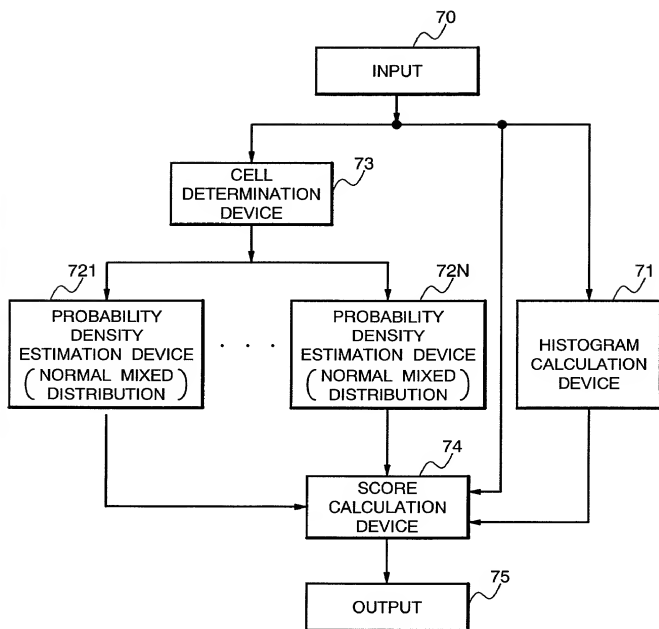 70
INPUT
73
CELL
DETERMINATION
DEVICE
721
PROBABILITY
DENSITY
ESTIMATION DEVICE
(NORMAL MIXED
DISTRIBUTION)
. . .
72N
PROBABILITY
DENSITY
ESTIMATION DEVICE
(NORMAL MIXED
DISTRIBUTION)
71
HISTOGRAM
CALCULATION
DEVICE
74
SCORE
CALCULATION
DEVICE
75
OUTPUT